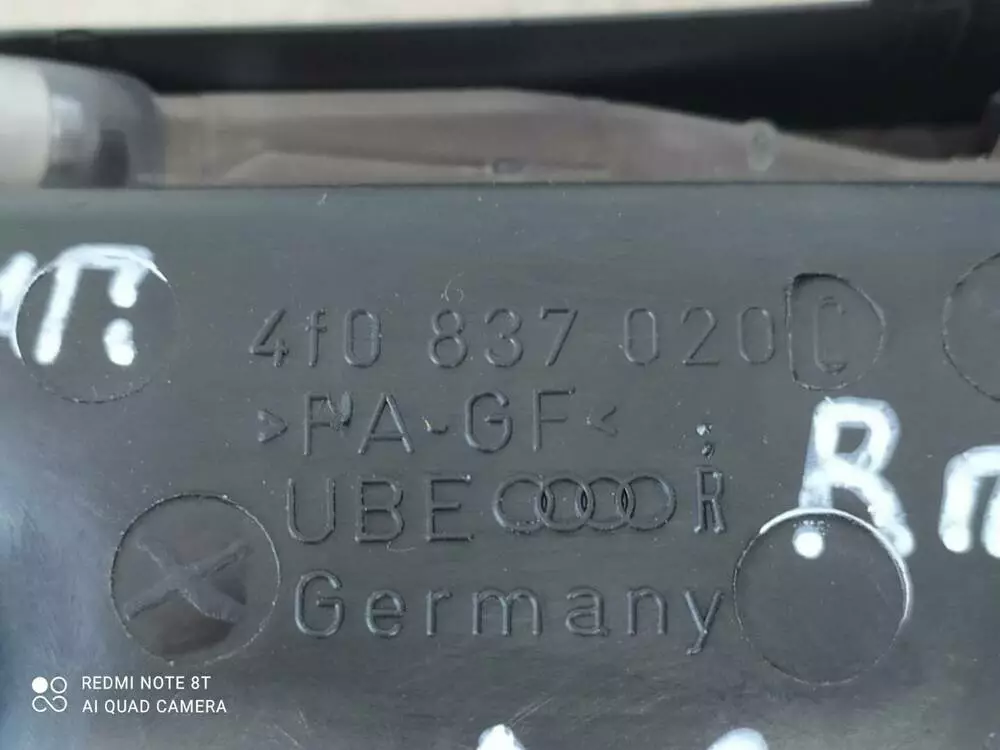 4f0 837 020 C
>PA-GF<
UBE R
Germany
REDMI NOTE 8T
AI QUAD CAMERA